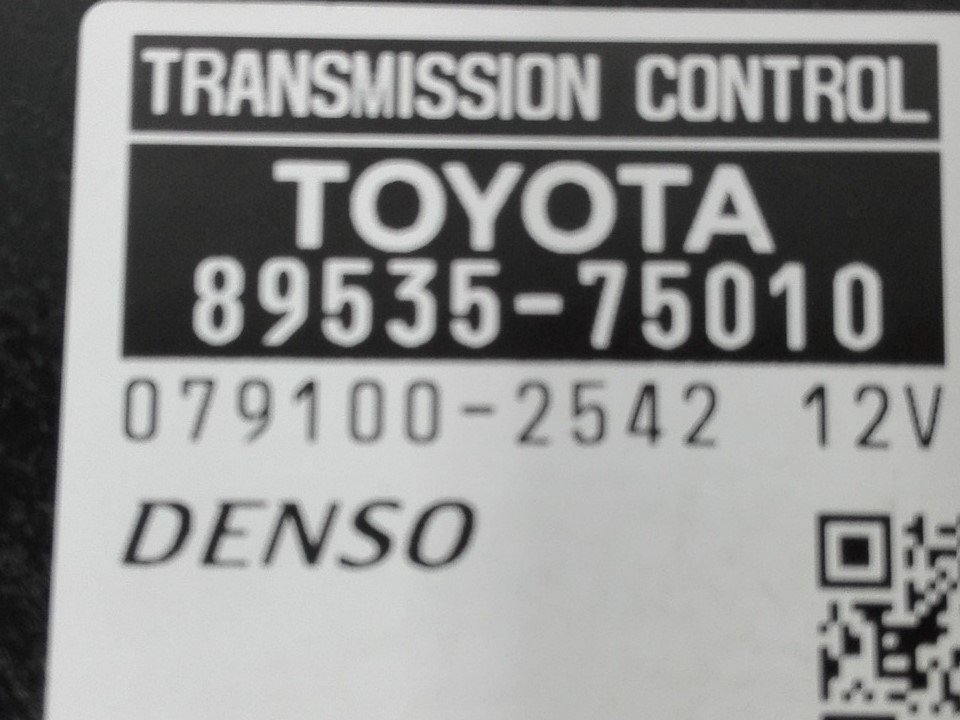 TRANSMISSION CONTROL
TOYOTA
89535-75010
079100-2542 12V
DENSO